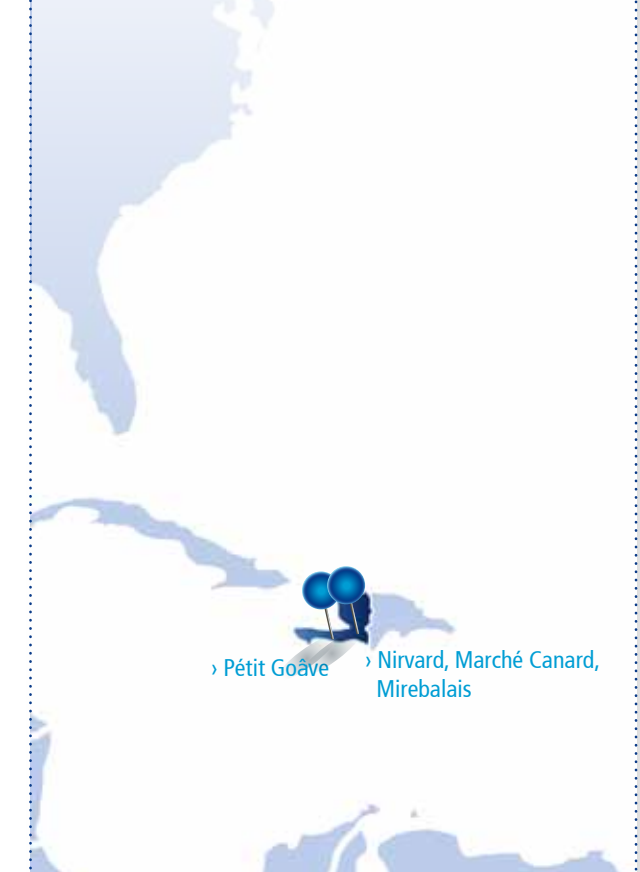 › Pétit Goâve
› Nirvard, Marché Canard,
Mirebalais